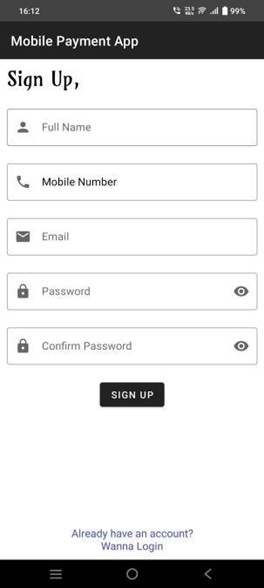 16:12
99%
Mobile Payment App
Sign Up,
Full Name
Mobile Number
Email
Password
Confirm Password
SIGN UP
Already have an account?
Wanna Login